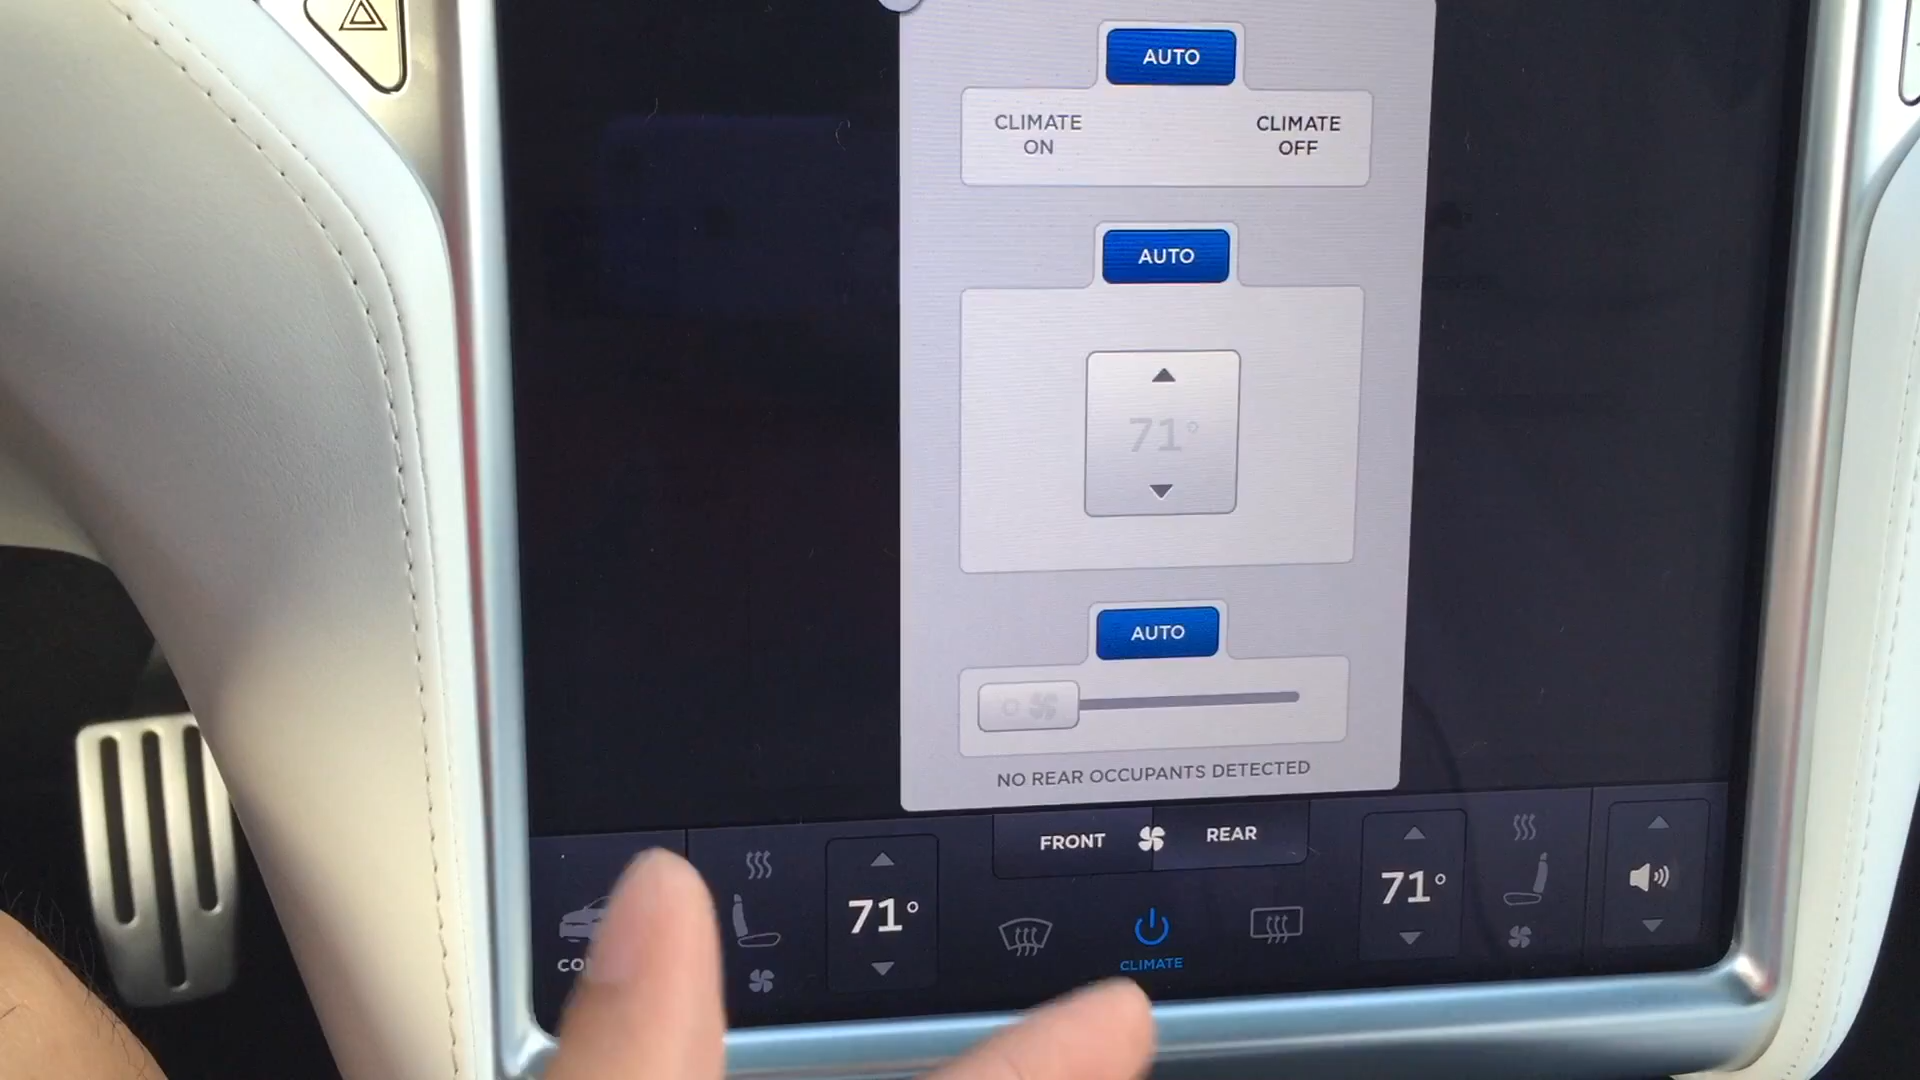 AUTO
CLIMATE ON
CLIMATE OFF
AUTO
71°
AUTO
NO REAR OCCUPANTS DETECTED
FRONT
REAR
71°
71°
CLIMATE